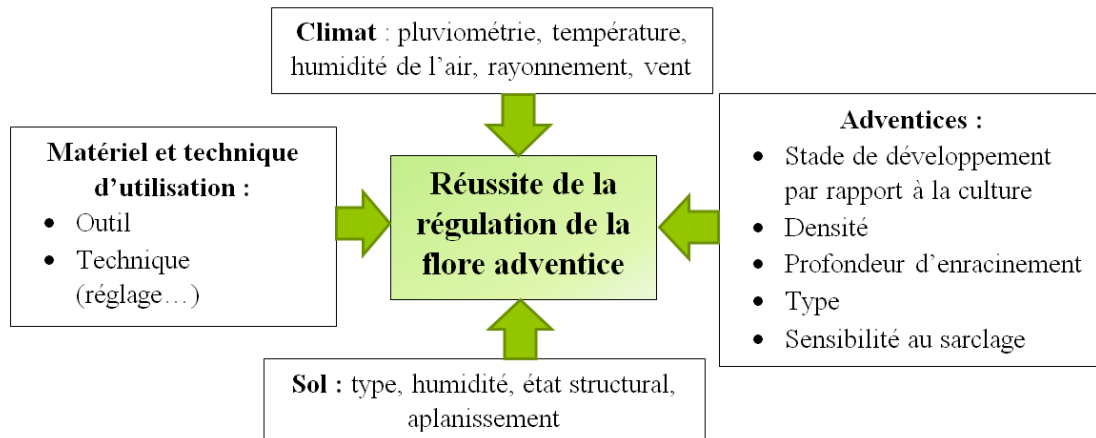 Climat : pluviométrie, température,
humidité de l'air, rayonnement, vent
Matériel et technique
d'utilisation :
• Outil
• Technique
(réglage…)
Réussite de la
régulation de la
flore adventice
Adventices :
• Stade de développement
par rapport à la culture
• Densité
• Profondeur d'enracinement
• Type
• Sensibilité au sarclage
Sol : type, humidité, état structural,
aplanissement